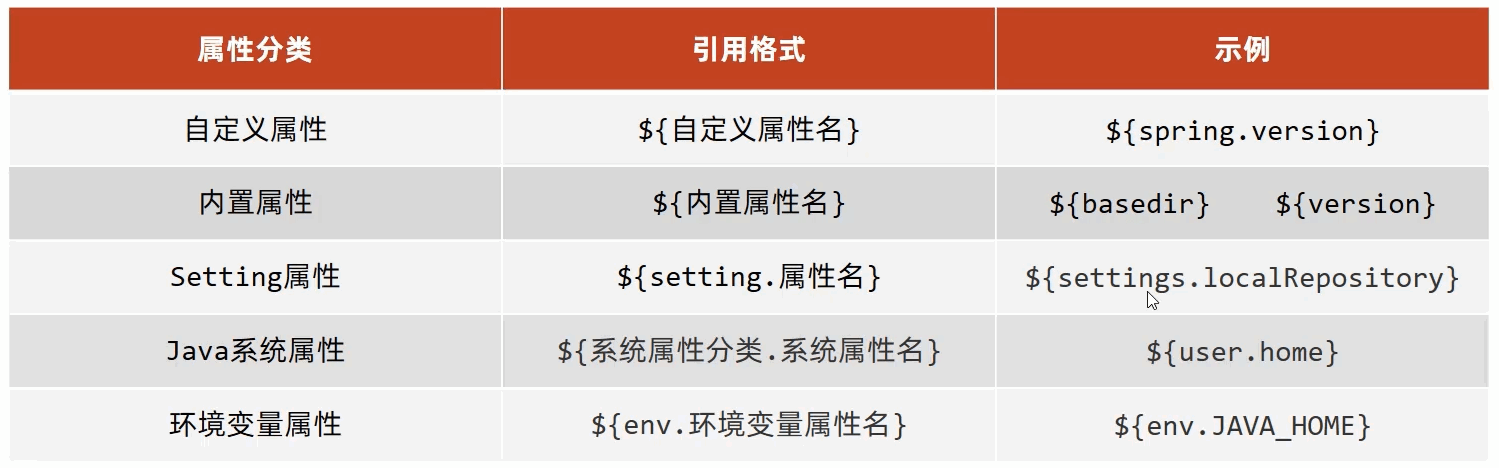 属性分类 引用格式 示例
自定义属性 ${自定义属性名} ${spring.version}
内置属性 ${内置属性名} ${basedir} ${version}
Setting属性 ${setting.属性名} ${settings.localRepository}
Java系统属性 ${系统属性分类.系统属性名} ${user.home}
环境变量属性 ${env.环境变量属性名} ${env.JAVA_HOME}